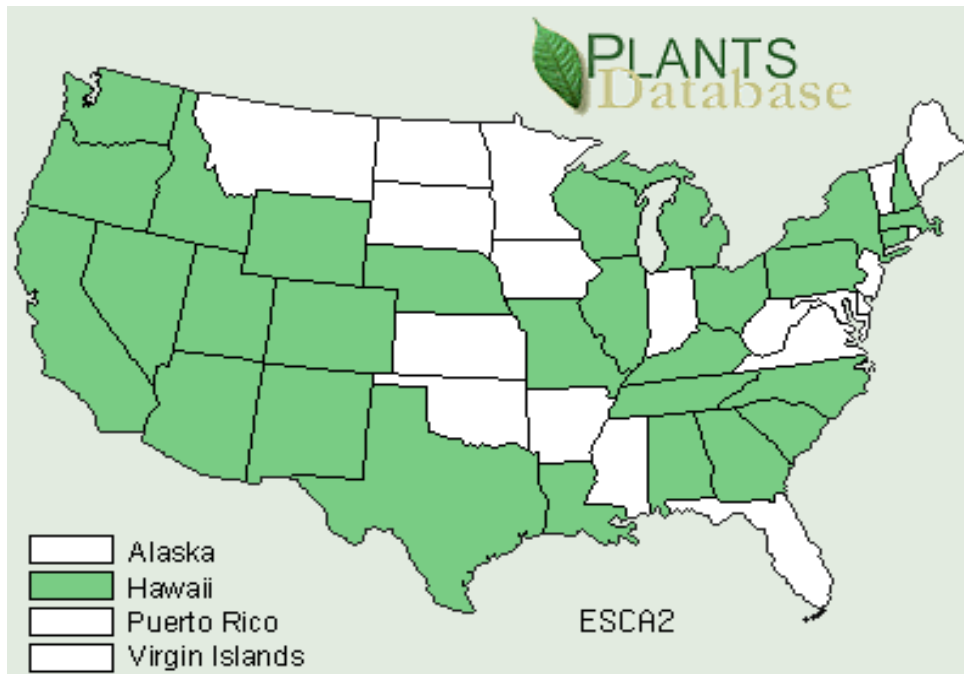 PLANTS
Database
Alaska
Hawaii
Puerto Rico
Virgin Islands
ESCA2